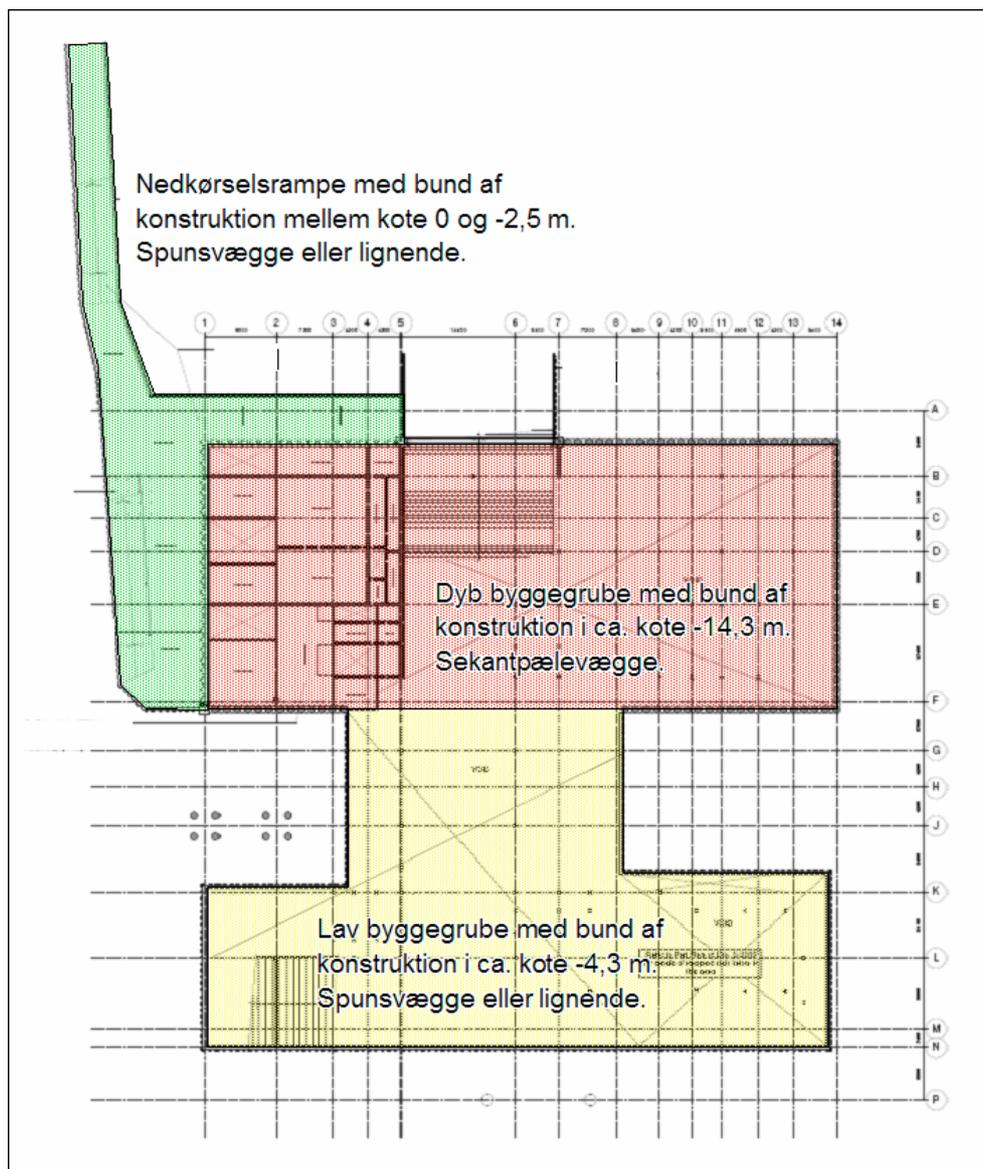 Nedkørselsrampe med bund af
konstruktion mellem kote 0 og -2,5 m.
Spunsvægge eller lignende.
1 2 3 4 5 6 7 8 9 10 11 12 13 14
A
B
C
D
E
Dyb byggegrube med bund af
konstruktion i ca. kote -14,3 m.
Sekantpælevægge.
F
G
H
J
K
Lav byggegrube med bund af
konstruktion i ca. kote -4,3 m.
Spunsvægge eller lignende.
L
M
N
P